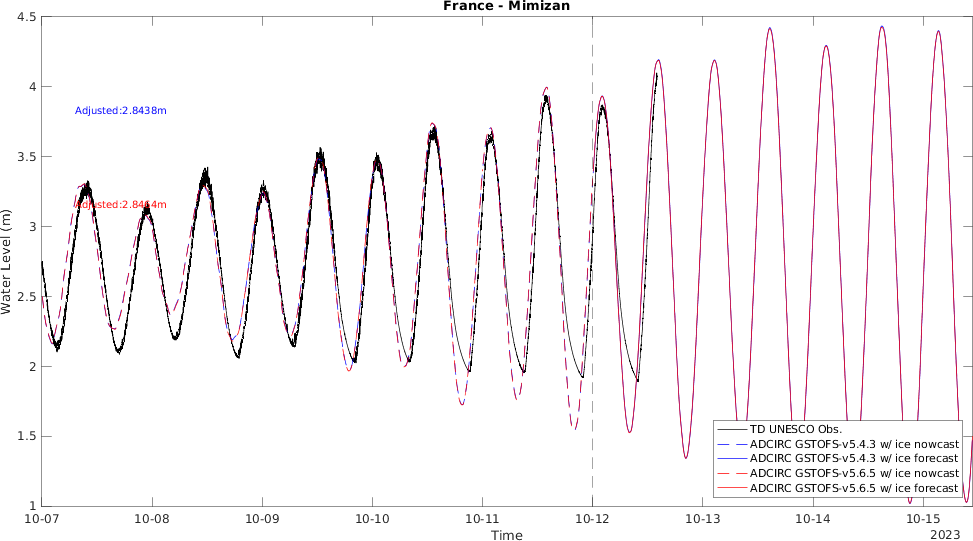 France - Mimizan
4.5
4
3.5
3
2.5
2
1.5
1
Water Level (m)
Adjusted:2.8438m
Adjusted:2.8464m
TD UNESCO Obs.
ADCIRC GSTOFS-v5.4.3 w/ ice nowcast
ADCIRC GSTOFS-v5.4.3 w/ ice forecast
ADCIRC GSTOFS-v5.6.5 w/ ice nowcast
ADCIRC GSTOFS-v5.6.5 w/ ice forecast
10-07 10-08 10-09 10-10 10-11 10-12 10-13 10-14 10-15
Time
2023